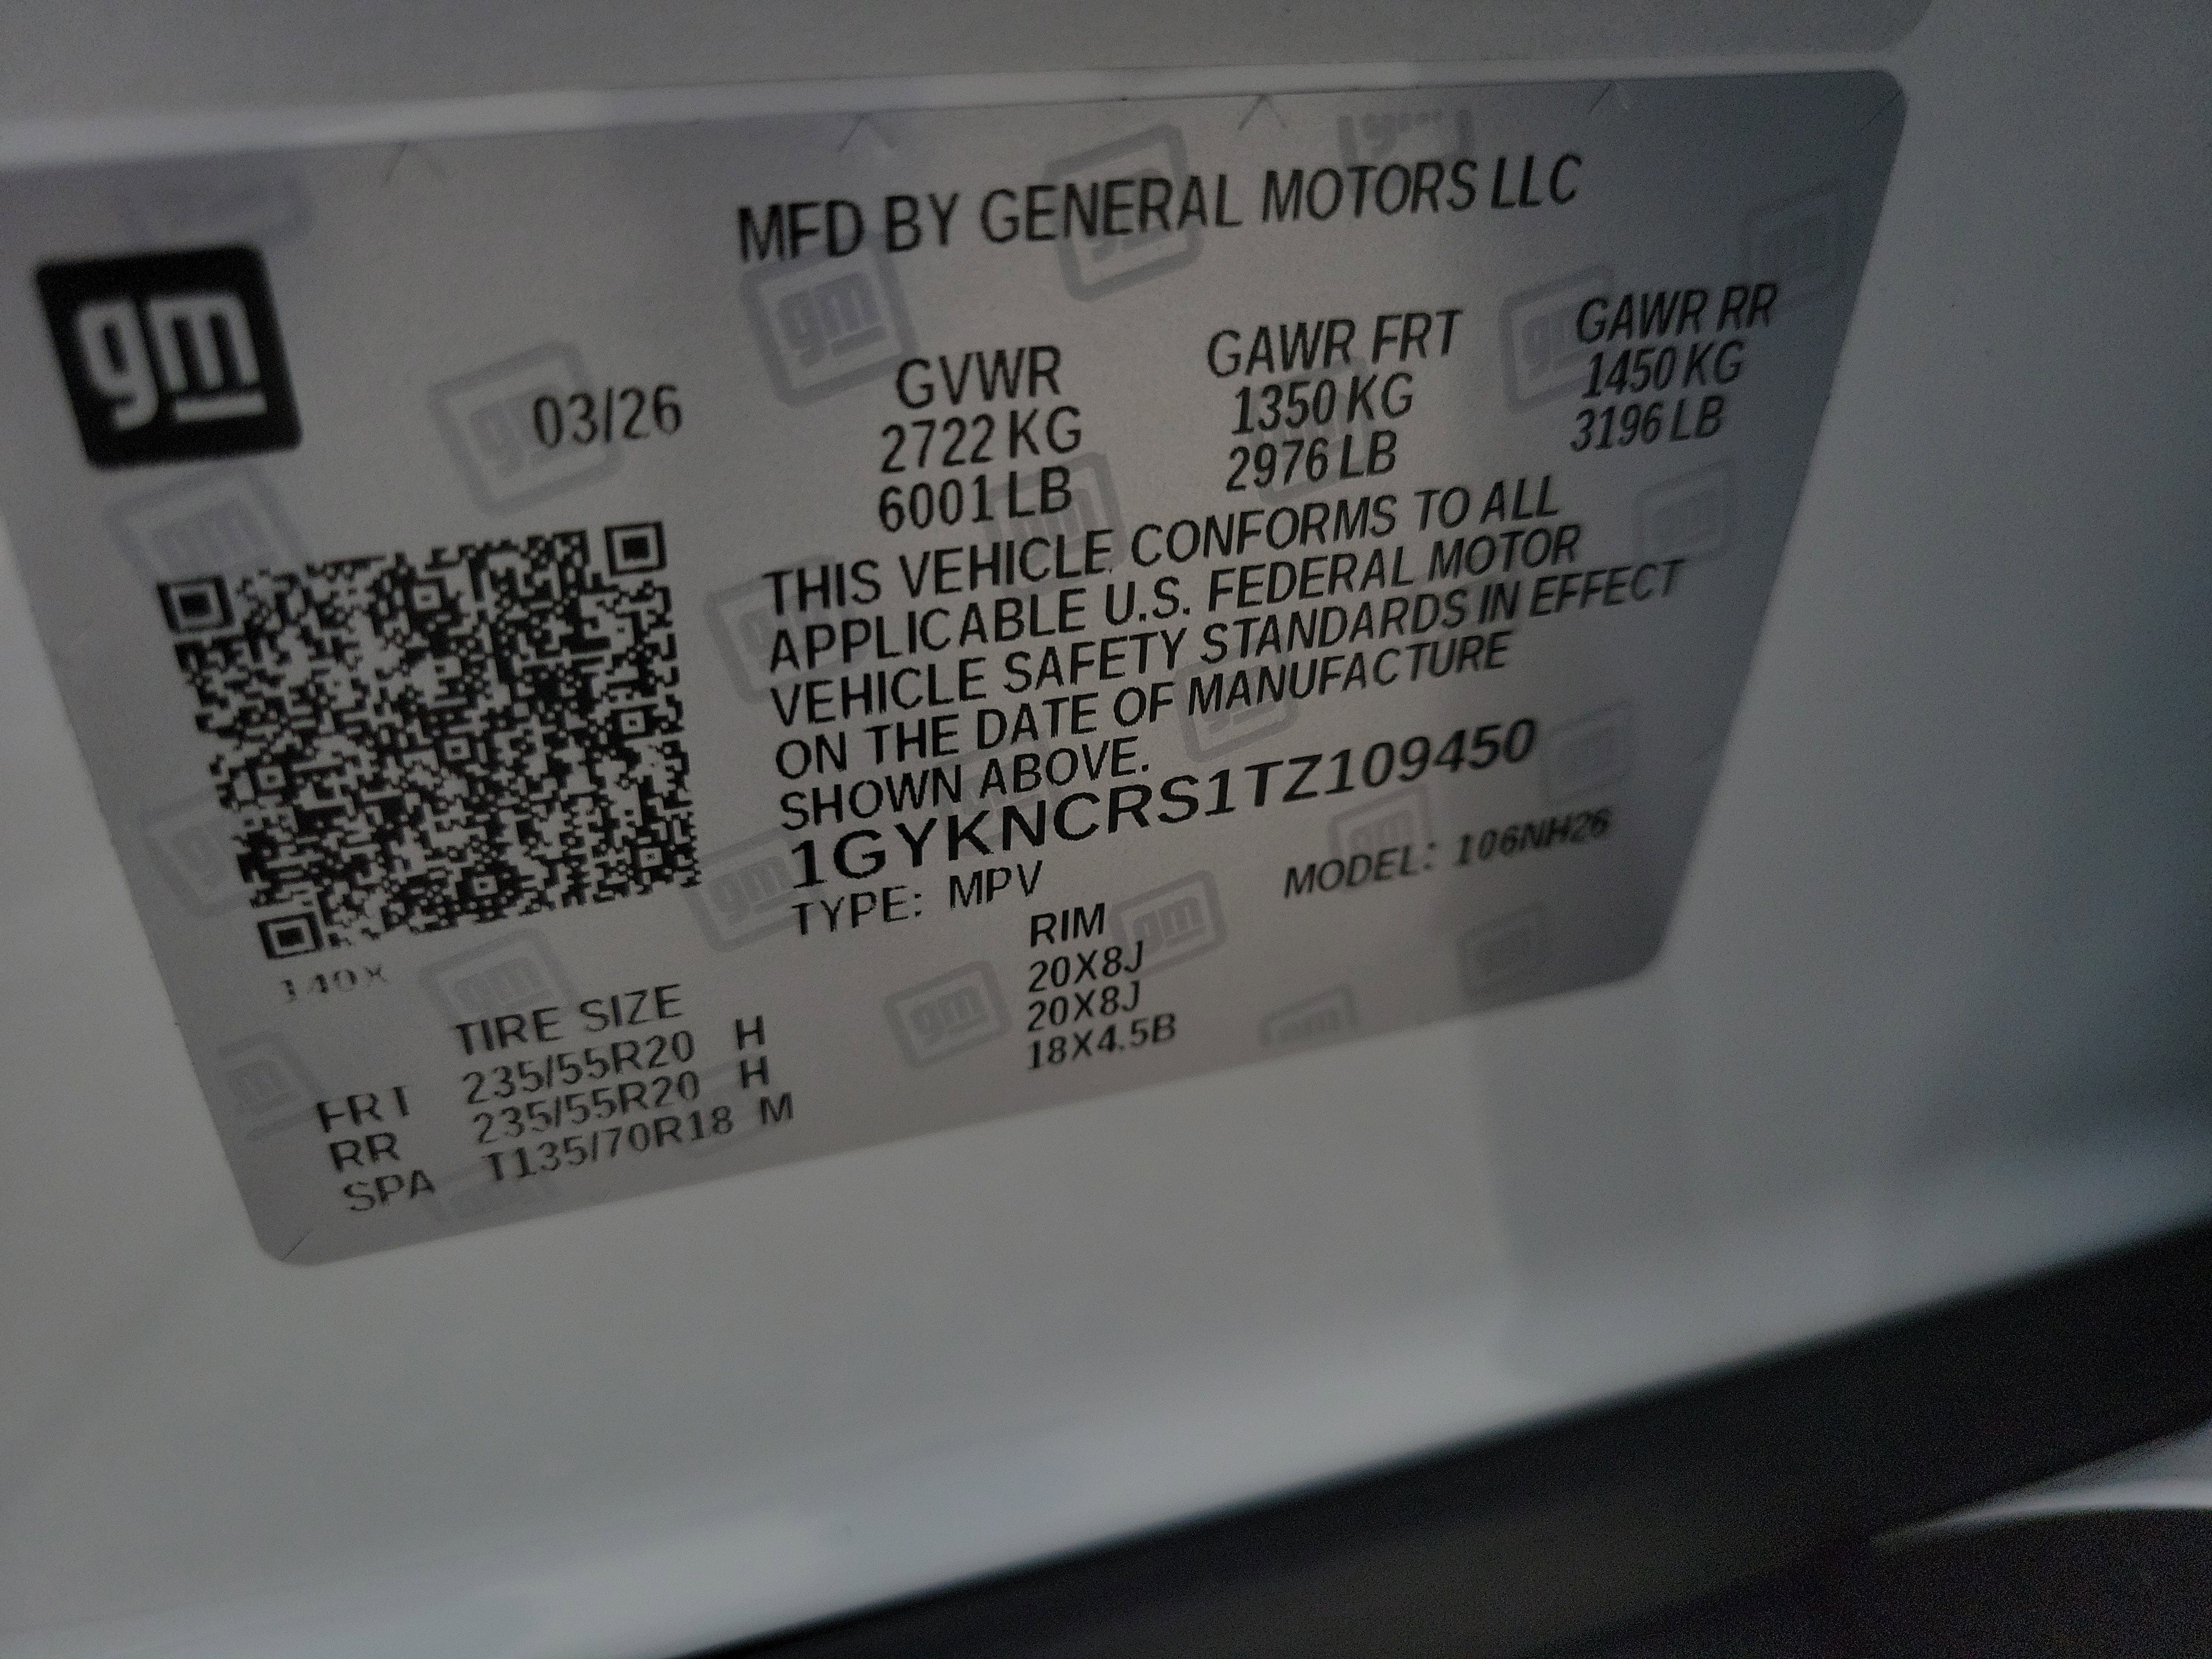 gm
MFD BY GENERAL MOTORS LLC
03/26
GVWR GAWR FRT GAWR RR
2722 KG 1350 KG 1450 KG
6001 LB 2976 LB 3196 LB
THIS VEHICLE CONFORMS TO ALL
APPLICABLE U.S. FEDERAL MOTOR
VEHICLE SAFETY STANDARDS IN EFFECT
ON THE DATE OF MANUFACTURE
SHOWN ABOVE.
1GYKNCRS1TZ109450
TYPE: MPV MODEL: 106NH26
140X
TIRE SIZE RIM
FRT 235/55R20 H 20X8J
RR 235/55R20 H 20X8J
SPA T135/70R18 M 18X4.5B